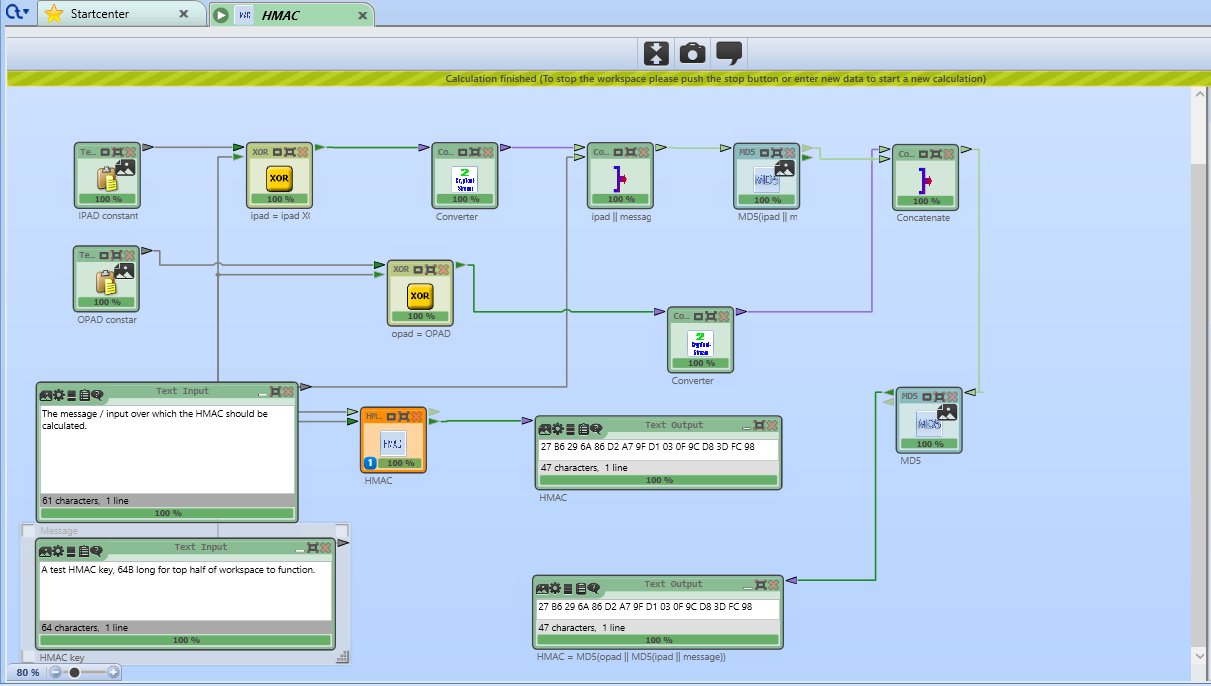 Startcenter
HMAC
Calculation finished (To stop the workspace please push the stop button or enter new data to start a new calculation)
Te...
100 %
IPAD constant
XOR
XOR
100 %
ipad = ipad XO
Co...
2
CrypTool-
Stream
100 %
Converter
Co...
100 %
ipad || messag
MD5
MD5
100 %
MD5(ipad || m
Co...
100 %
Concatenate
Te...
100 %
OPAD constar
XOR
XOR
100 %
opad = OPAD
Co...
2
CrypTool-
Stream
100 %
Converter
Text Input
The message / input over which the HMAC should be
calculated.
61 characters, 1 line
100 %
Message
HM...
HMAC
1
100 %
HMAC
Text Output
27 B6 29 6A 86 D2 A7 9F D1 03 0F 9C D8 3D FC 98
47 characters, 1 line
100 %
HMAC
MD5
MD5
100 %
MD5
Text Input
A test HMAC key, 64B long for top half of workspace to function.
64 characters, 1 line
100 %
HMAC key
Text Output
27 B6 29 6A 86 D2 A7 9F D1 03 0F 9C D8 3D FC 98
47 characters, 1 line
100 %
HMAC = MD5(opad || MD5(ipad || message))
80 %